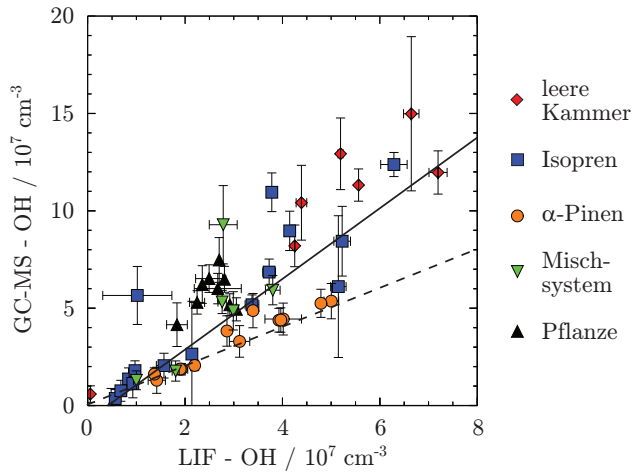 20
15
10
5
0
GC-MS - OH / 10⁷ cm⁻³
0 2 4 6 8
LIF - OH / 10⁷ cm⁻³
leere
Kammer
Isopren
α-Pinen
Misch-
system
Pflanze